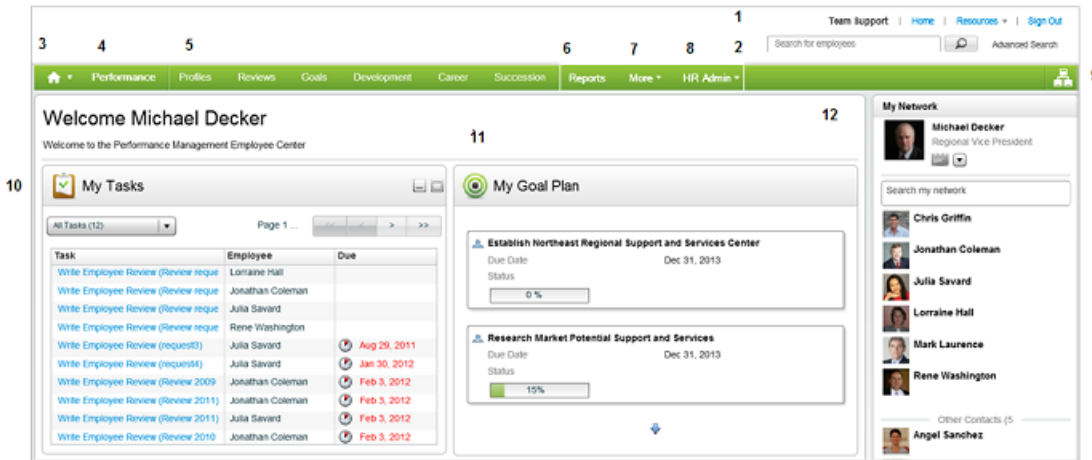 1 Team Support | Home | Resources | Sign Out
3 4 5 6 7 8 2 Search for employees Advanced Search
Performance Profiles Reviews Goals Development Career Succession Reports More HR Admin
Welcome Michael Decker
Welcome to the Performance Management Employee Center
11
12
My Network
Michael Decker
Regional Vice President
10
My Tasks
All Tasks (12) Page 1 ... << < > >>
Task Employee Due
Write Employee Review (Review reque Lorraine Hall
Write Employee Review (Review reque Jonathan Coleman
Write Employee Review (Review reque Julia Savard
Write Employee Review (Review reque Rene Washington
Write Employee Review (request3) Julia Savard Aug 29, 2011
Write Employee Review (request4) Julia Savard Jan 30, 2012
Write Employee Review (Review 2009 Jonathan Coleman Feb 3, 2012
Write Employee Review (Review 2011) Jonathan Coleman Feb 3, 2012
Write Employee Review (Review 2011) Julia Savard Feb 3, 2012
Write Employee Review (Review 2010 Jonathan Coleman Feb 3, 2012
My Goal Plan
Establish Northeast Regional Support and Services Center
Due Date Dec 31, 2013
Status
0 %
Research Market Potential Support and Services
Due Date Dec 31, 2013
Status
15%
Search my network
Chris Griffin
Jonathan Coleman
Julia Savard
Lorraine Hall
Mark Laurence
Rene Washington
Other Contacts (5
Angel Sanchez